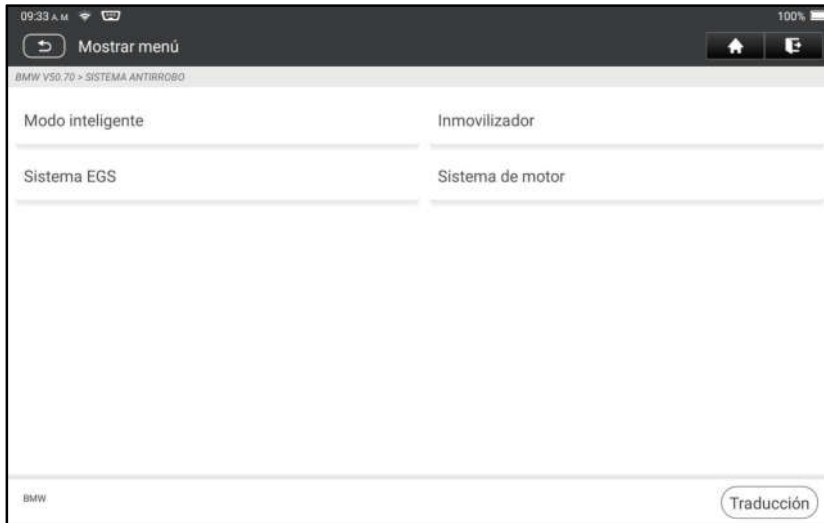 09:33 A.M 100%
Mostrar menú
BMW V50.70 > SISTEMA ANTIRROBO
Modo inteligente Inmovilizador
Sistema EGS Sistema de motor
BMW Traducción